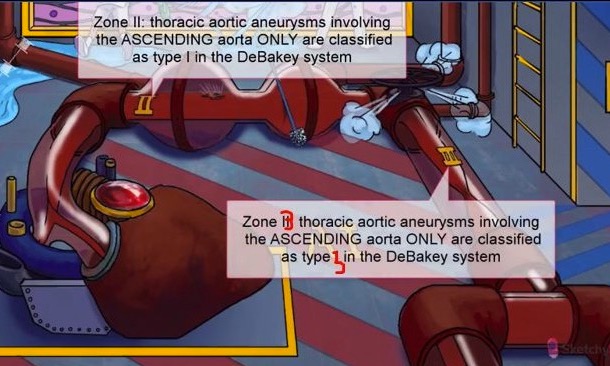 Zone II: thoracic aortic aneurysms involving
the ASCENDING aorta ONLY are classified
as type I in the DeBakey system
II
III
Zone 3 thoracic aortic aneurysms involving
the ASCENDING aorta ONLY are classified
as type 3 in the DeBakey system
Sketchy